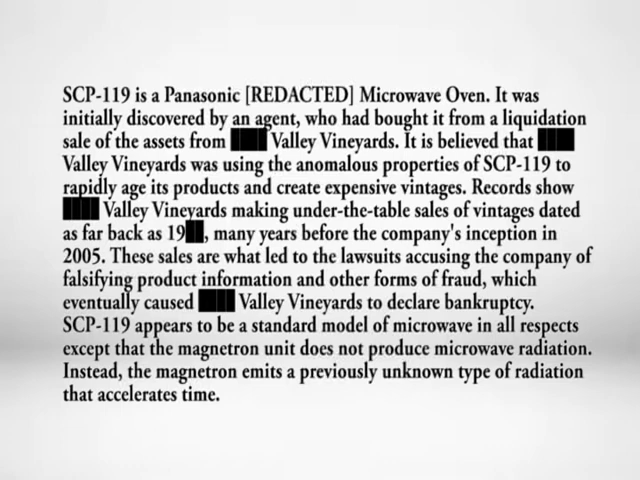 SCP-119 is a Panasonic [REDACTED] Microwave Oven. It was
initially discovered by an agent, who had bought it from a liquidation
sale of the assets from ████ Valley Vineyards. It is believed that ████
Valley Vineyards was using the anomalous properties of SCP-119 to
rapidly age its products and create expensive vintages. Records show
████ Valley Vineyards making under-the-table sales of vintages dated
as far back as 19██, many years before the company's inception in
2005. These sales are what led to the lawsuits accusing the company of
falsifying product information and other forms of fraud, which
eventually caused ████ Valley Vineyards to declare bankruptcy.
SCP-119 appears to be a standard model of microwave in all respects
except that the magnetron unit does not produce microwave radiation.
Instead, the magnetron emits a previously unknown type of radiation
that accelerates time.